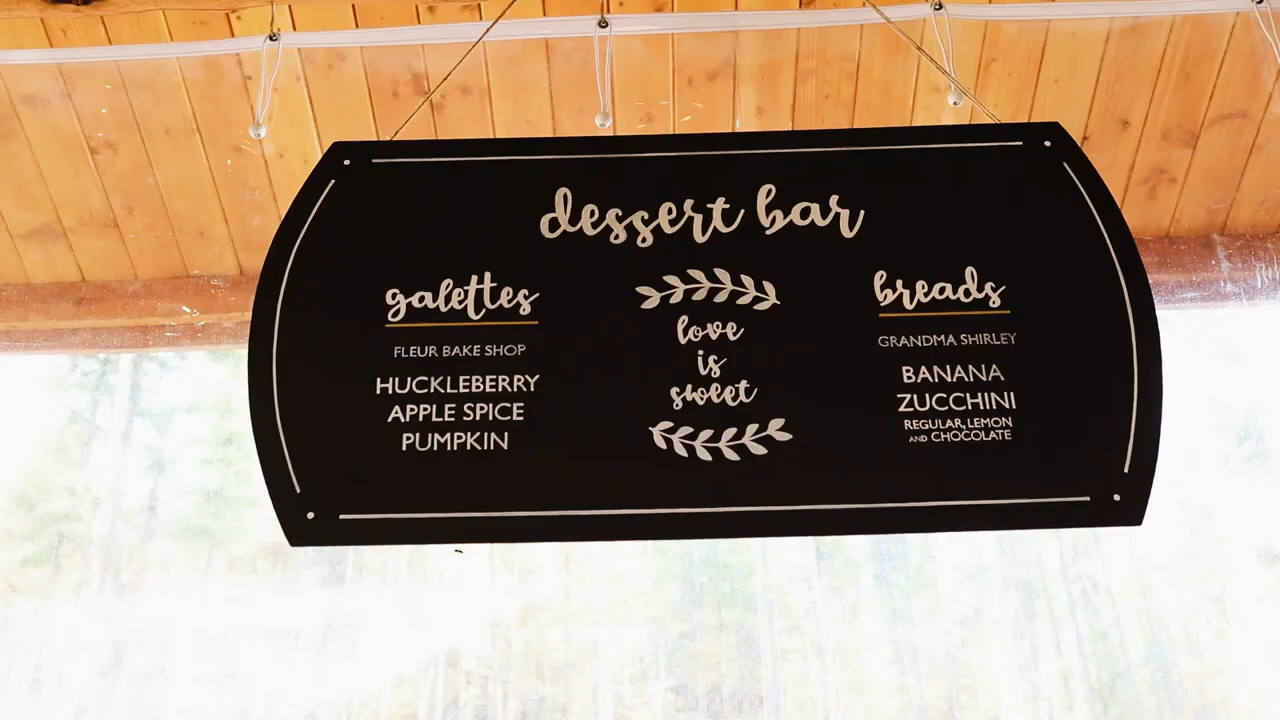 dessert bar
galettes
FLEUR BAKE SHOP
HUCKLEBERRY
APPLE SPICE
PUMPKIN
love
is
sweet
breads
GRANDMA SHIRLEY
BANANA
ZUCCHINI
REGULAR, LEMON
AND CHOCOLATE